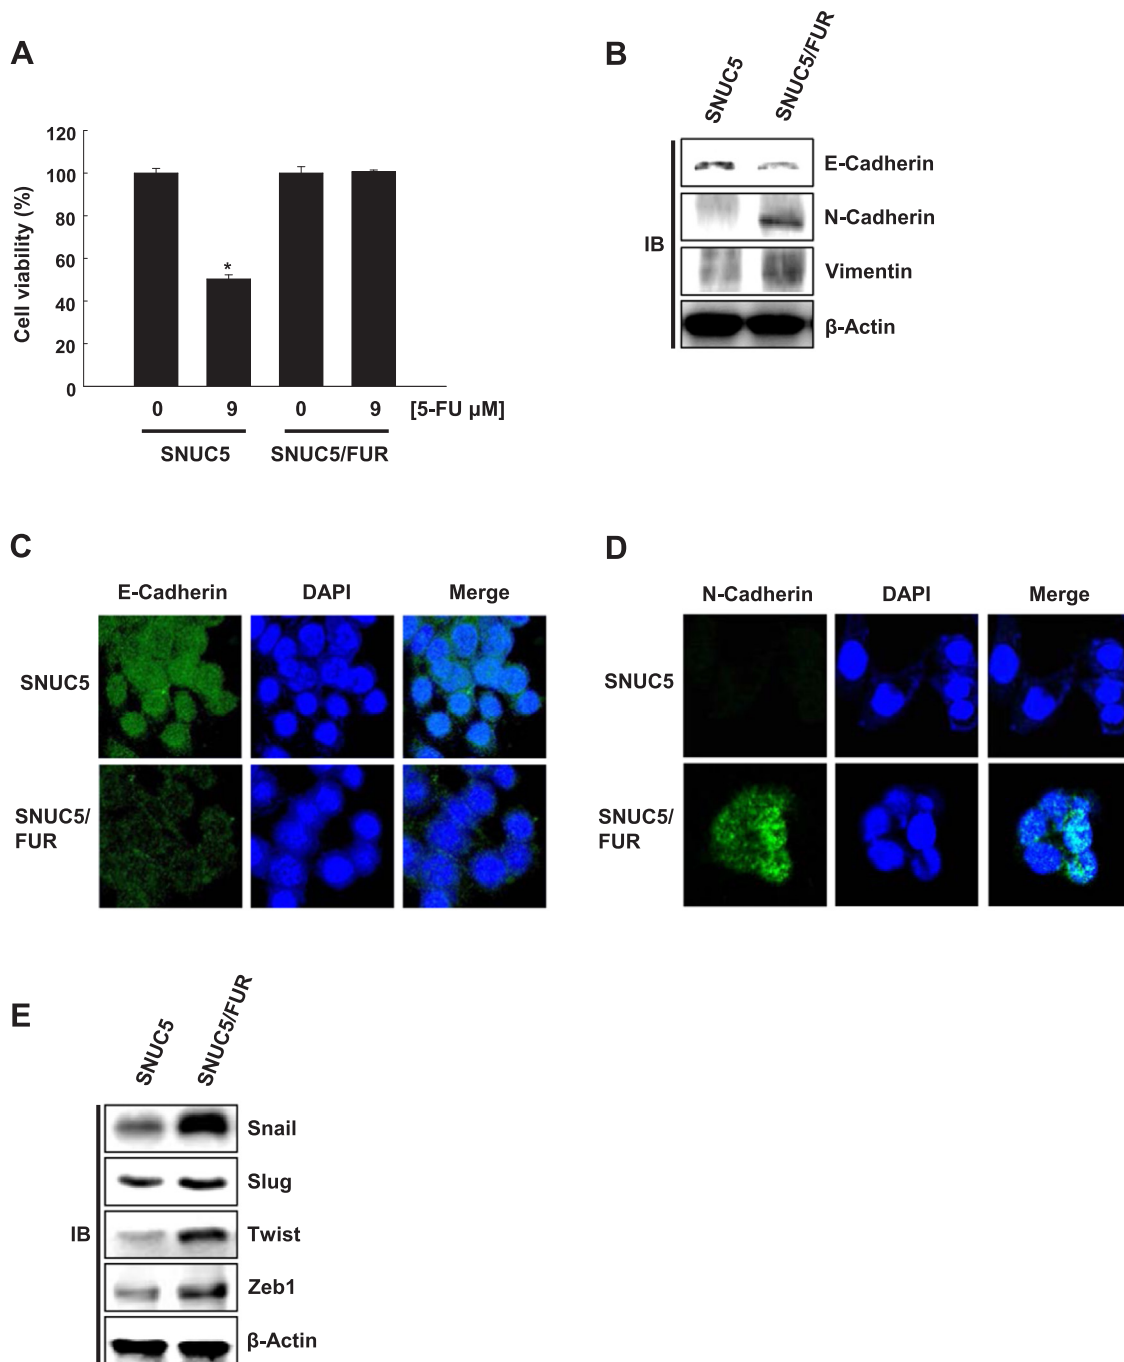 A
120
100
80
60
40
20
0
Cell viability (%)
*
0 9 0 9 [5-FU μM]
SNUC5 SNUC5/FUR
B
SNUC5 SNUC5/FUR
IB
E-Cadherin
N-Cadherin
Vimentin
β-Actin
C
E-Cadherin DAPI Merge
SNUC5
SNUC5/
FUR
D
N-Cadherin DAPI Merge
SNUC5
SNUC5/
FUR
E
SNUC5 SNUC5/FUR
IB
Snail
Slug
Twist
Zeb1
β-Actin